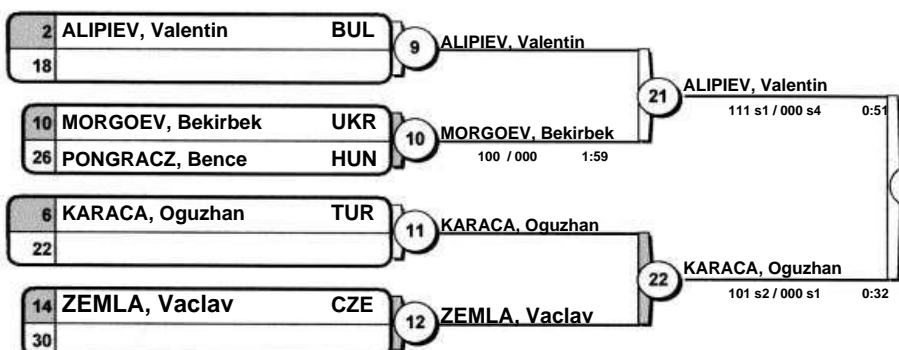 2 ALIPIEV, Valentin BUL
18
9
ALIPIEV, Valentin
10 MORGOEV, Bekirbek UKR
26 PONGRACZ, Bence HUN
10
MORGOEV, Bekirbek
100 / 000 1:59
21
ALIPIEV, Valentin
111 s1 / 000 s4 0:51
6 KARACA, Oguzhan TUR
22
11
KARACA, Oguzhan
14 ZEMLA, Vaclav CZE
30
12
ZEMLA, Vaclav
22
KARACA, Oguzhan
101 s2 / 000 s1 0:32